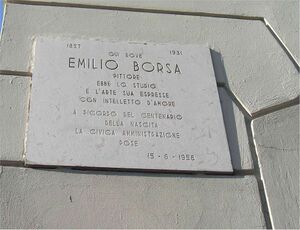 1857 1931
QUI DOVE
EMILIO BORSA
PITTORE
EBBE LO STUDIO
E L'ARTE SUA ESPRESSE
CON INTELLETTO D'AMORE
A RICORDO DEL CENTENARIO
DELLA NASCITA
LA CIVICA AMMINISTRAZIONE
POSE
15-6-1958